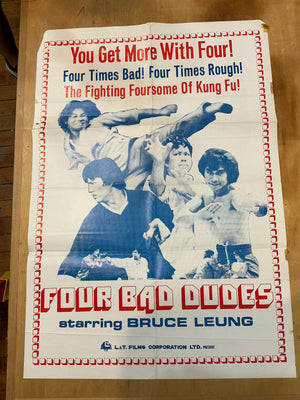 You Get More With Four!
Four Times Bad! Four Times Rough!
The Fighting Foursome Of Kung Fu!
FOUR BAD DUDES
starring BRUCE LEUNG
L&T. FILMS CORPORATION LTD. PRESENT